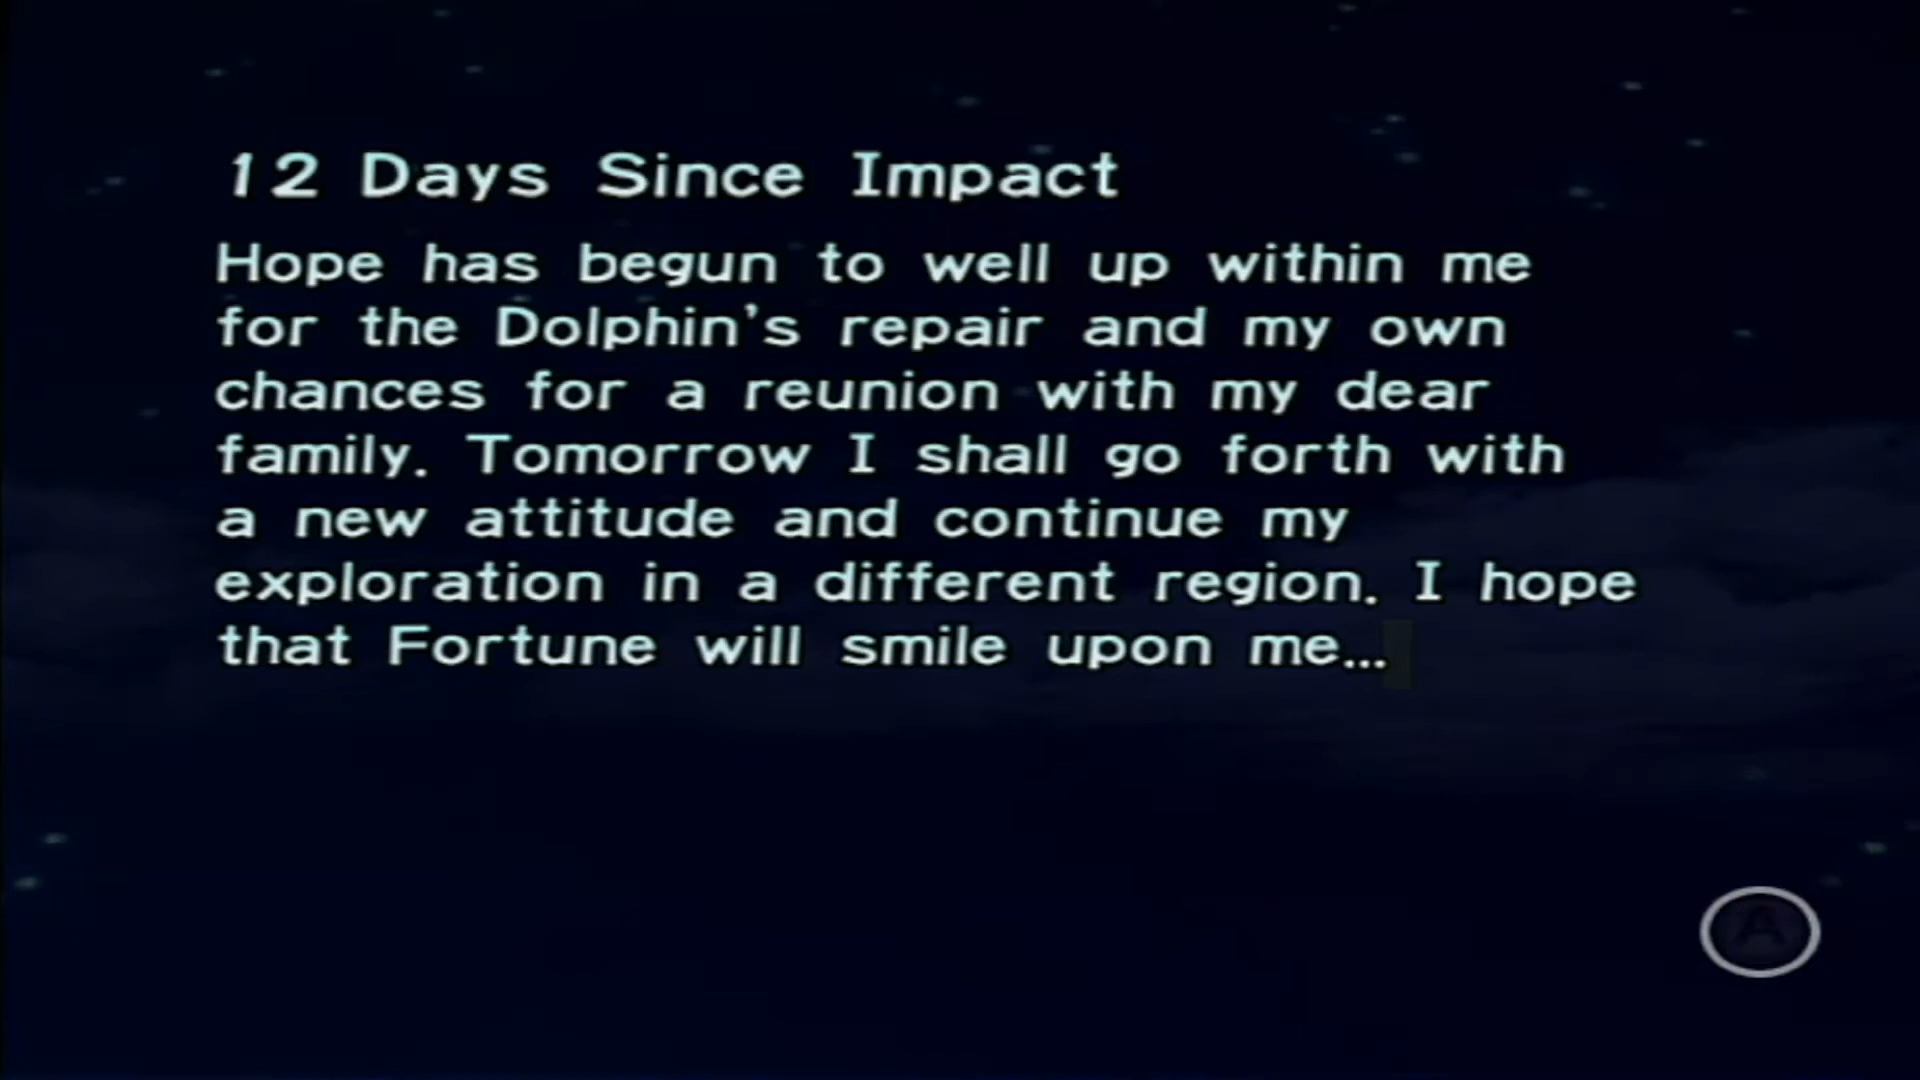 12 Days Since Impact
Hope has begun to well up within me
for the Dolphin's repair and my own
chances for a reunion with my dear
family. Tomorrow I shall go forth with
a new attitude and continue my
exploration in a different region. I hope
that Fortune will smile upon me...
A